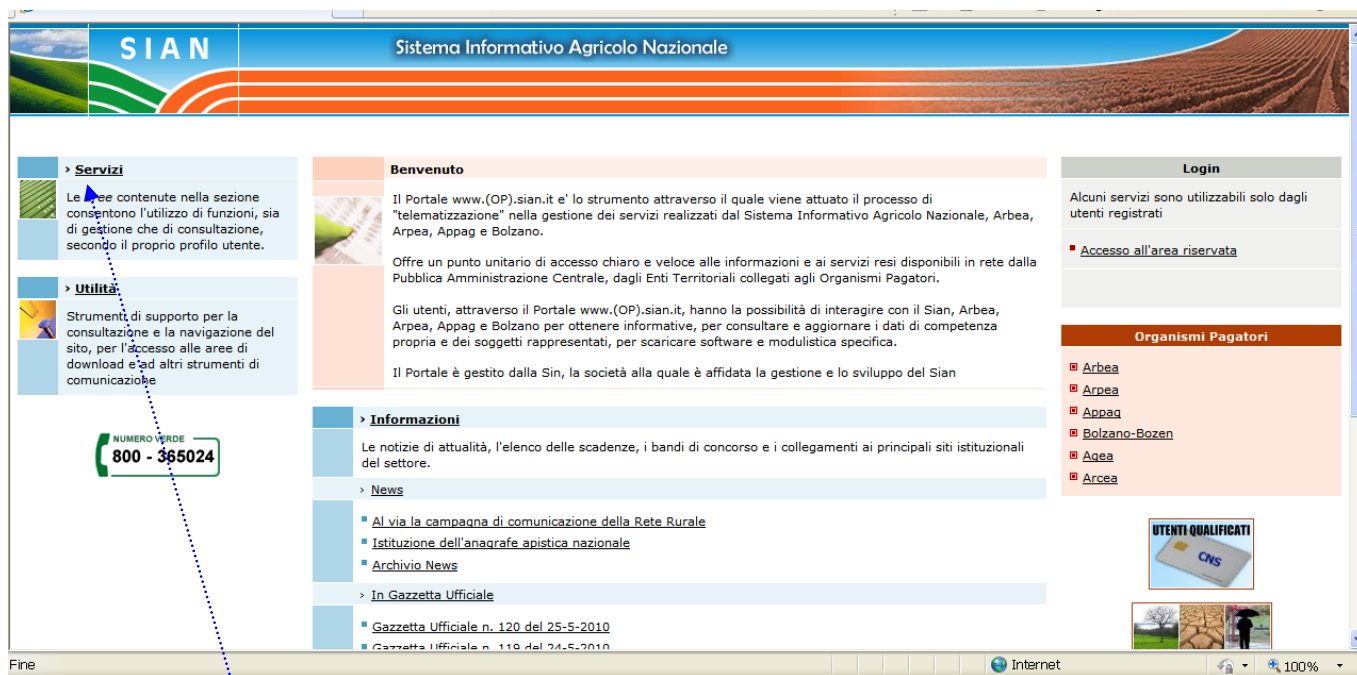 SIAN
Sistema Informativo Agricolo Nazionale
› Servizi
Le aree contenute nella sezione
consentono l'utilizzo di funzioni, sia
di gestione che di consultazione,
secondo il proprio profilo utente.
› Utilità
Strumenti di supporto per la
consultazione e la navigazione del
sito, per l'accesso alle aree di
download e ad altri strumenti di
comunicazione
NUMERO VERDE
800 - 365024
Benvenuto
Il Portale www.(OP).sian.it e' lo strumento attraverso il quale viene attuato il processo di
"telematizzazione" nella gestione dei servizi realizzati dal Sistema Informativo Agricolo Nazionale, Arbea,
Arpea, Appag e Bolzano.
Offre un punto unitario di accesso chiaro e veloce alle informazioni e ai servizi resi disponibili in rete dalla
Pubblica Amministrazione Centrale, dagli Enti Territoriali collegati agli Organismi Pagatori.
Gli utenti, attraverso il Portale www.(OP).sian.it, hanno la possibilità di interagire con il Sian, Arbea,
Arpea, Appag e Bolzano per ottenere informative, per consultare e aggiornare i dati di competenza
propria e dei soggetti rappresentati, per scaricare software e modulistica specifica.
Il Portale è gestito dalla Sin, la società alla quale è affidata la gestione e lo sviluppo del Sian
› Informazioni
Le notizie di attualità, l'elenco delle scadenze, i bandi di concorso e i collegamenti ai principali siti istituzionali
del settore.
› News
Al via la campagna di comunicazione della Rete Rurale
Istituzione dell'anagrafe apistica nazionale
Archivio News
› In Gazzetta Ufficiale
Gazzetta Ufficiale n. 120 del 25-5-2010
Gazzetta Ufficiale n. 119 del 24-5-2010
Login
Alcuni servizi sono utilizzabili solo dagli
utenti registrati
Accesso all'area riservata
Organismi Pagatori
Arbea
Arpea
Appag
Bolzano-Bozen
Agea
Arcea
UTENTI QUALIFICATI
CNS
Fine
Internet
100%